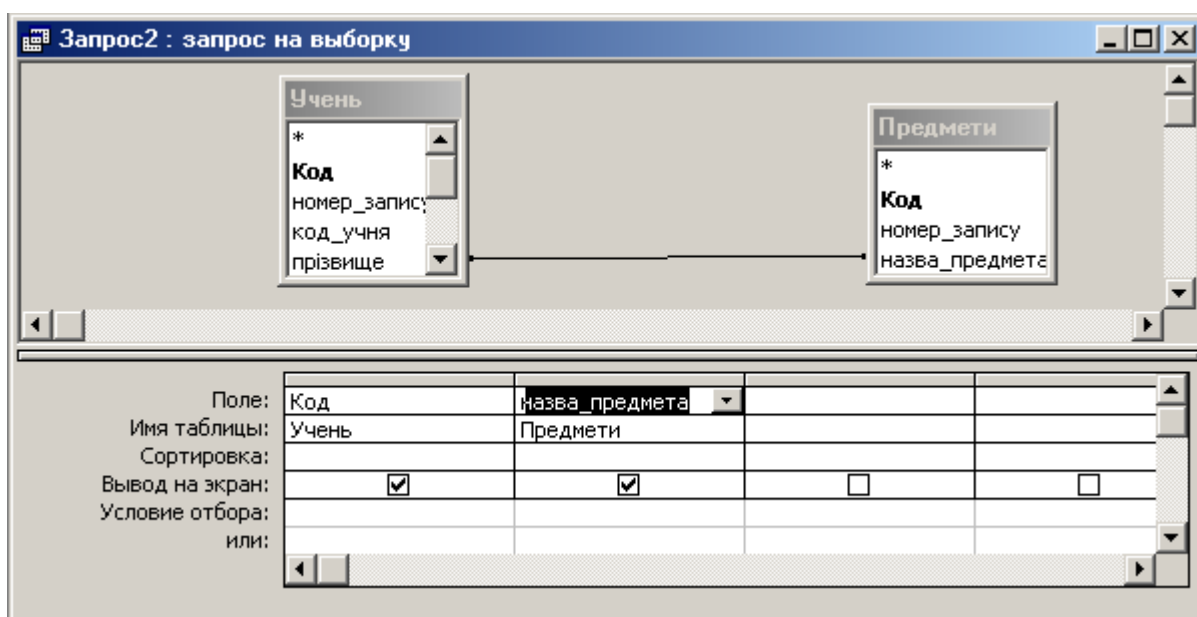 Запрос2 : запрос на выборку
Учень
*
Код
номер_запису
код_учня
прізвище
Предмети
*
Код
номер_запису
назва_предмета
Поле: Код назва_предмета
Имя таблицы: Учень Предмети
Сортировка:
Вывод на экран:
Условие отбора:
или: